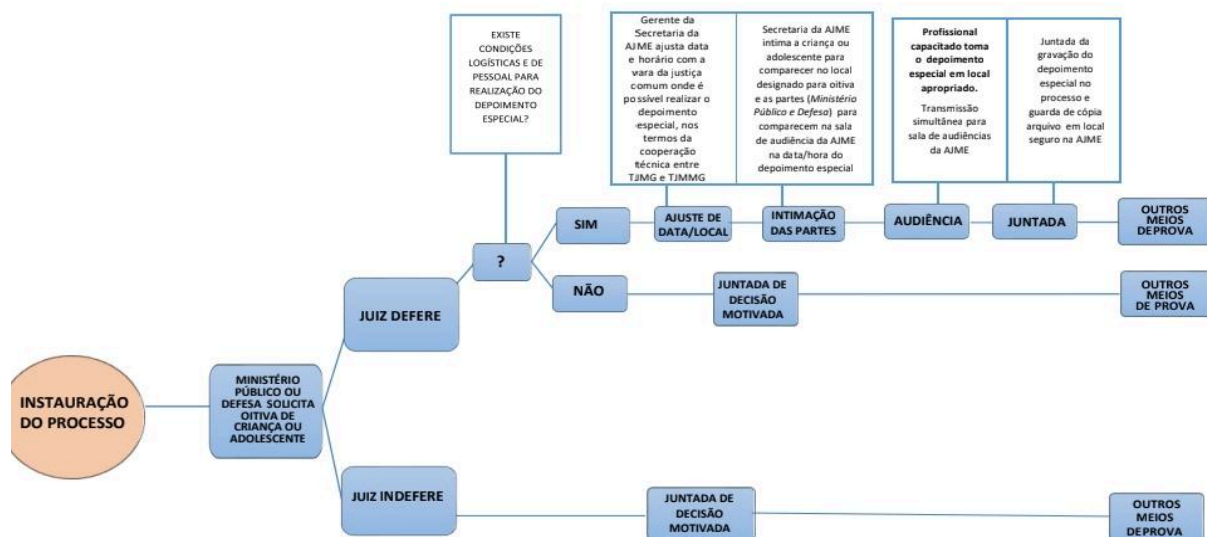 EXISTE
CONDIÇÕES
LOGÍSTICAS E DE
PESSOAL PARA
REALIZAÇÃO DO
DEPOIMENTO
ESPECIAL?
Gerente da
Secretaria da
AJME ajusta data
e horário com a
vara da justiça
comum onde é
possível realizar o
depoimento
especial, nos
termos da
cooperação
técnica entre
TJMG e TJMMG
Secretaria da AJME
intima a criança ou
adolescente para
comparecer no local
designado para oitiva
e as partes (Ministério
Público e Defesa) para
comparecem na sala
de audiência da AJME
na data/hora do
depoimento especial
Profissional
capacitado toma
o depoimento
especial em local
apropriado.
Transmissão
simultânea para
sala de audiências
da AJME
Juntada da
gravação do
depoimento
especial no
processo e
guarda de cópia
arquivo em local
seguro na AJME
SIM
AJUSTE DE
DATA/LOCAL
INTIMAÇÃO
DAS PARTES
AUDIÊNCIA
JUNTADA
OUTROS
MEIOS
DEPROVA
?
NÃO
JUNTADA DE
DECISÃO
MOTIVADA
OUTROS
MEIOS
DE PROVA
JUIZ DEFERE
INSTAURAÇÃO
DO PROCESSO
MINISTÉRIO
PÚBLICO OU
DEFESA SOLICITA
OITIVA DE
CRIANÇA OU
ADOLESCENTE
JUIZ INDEFERE
JUNTADA DE
DECISÃO
MOTIVADA
OUTROS
MEIOS
DEPROVA